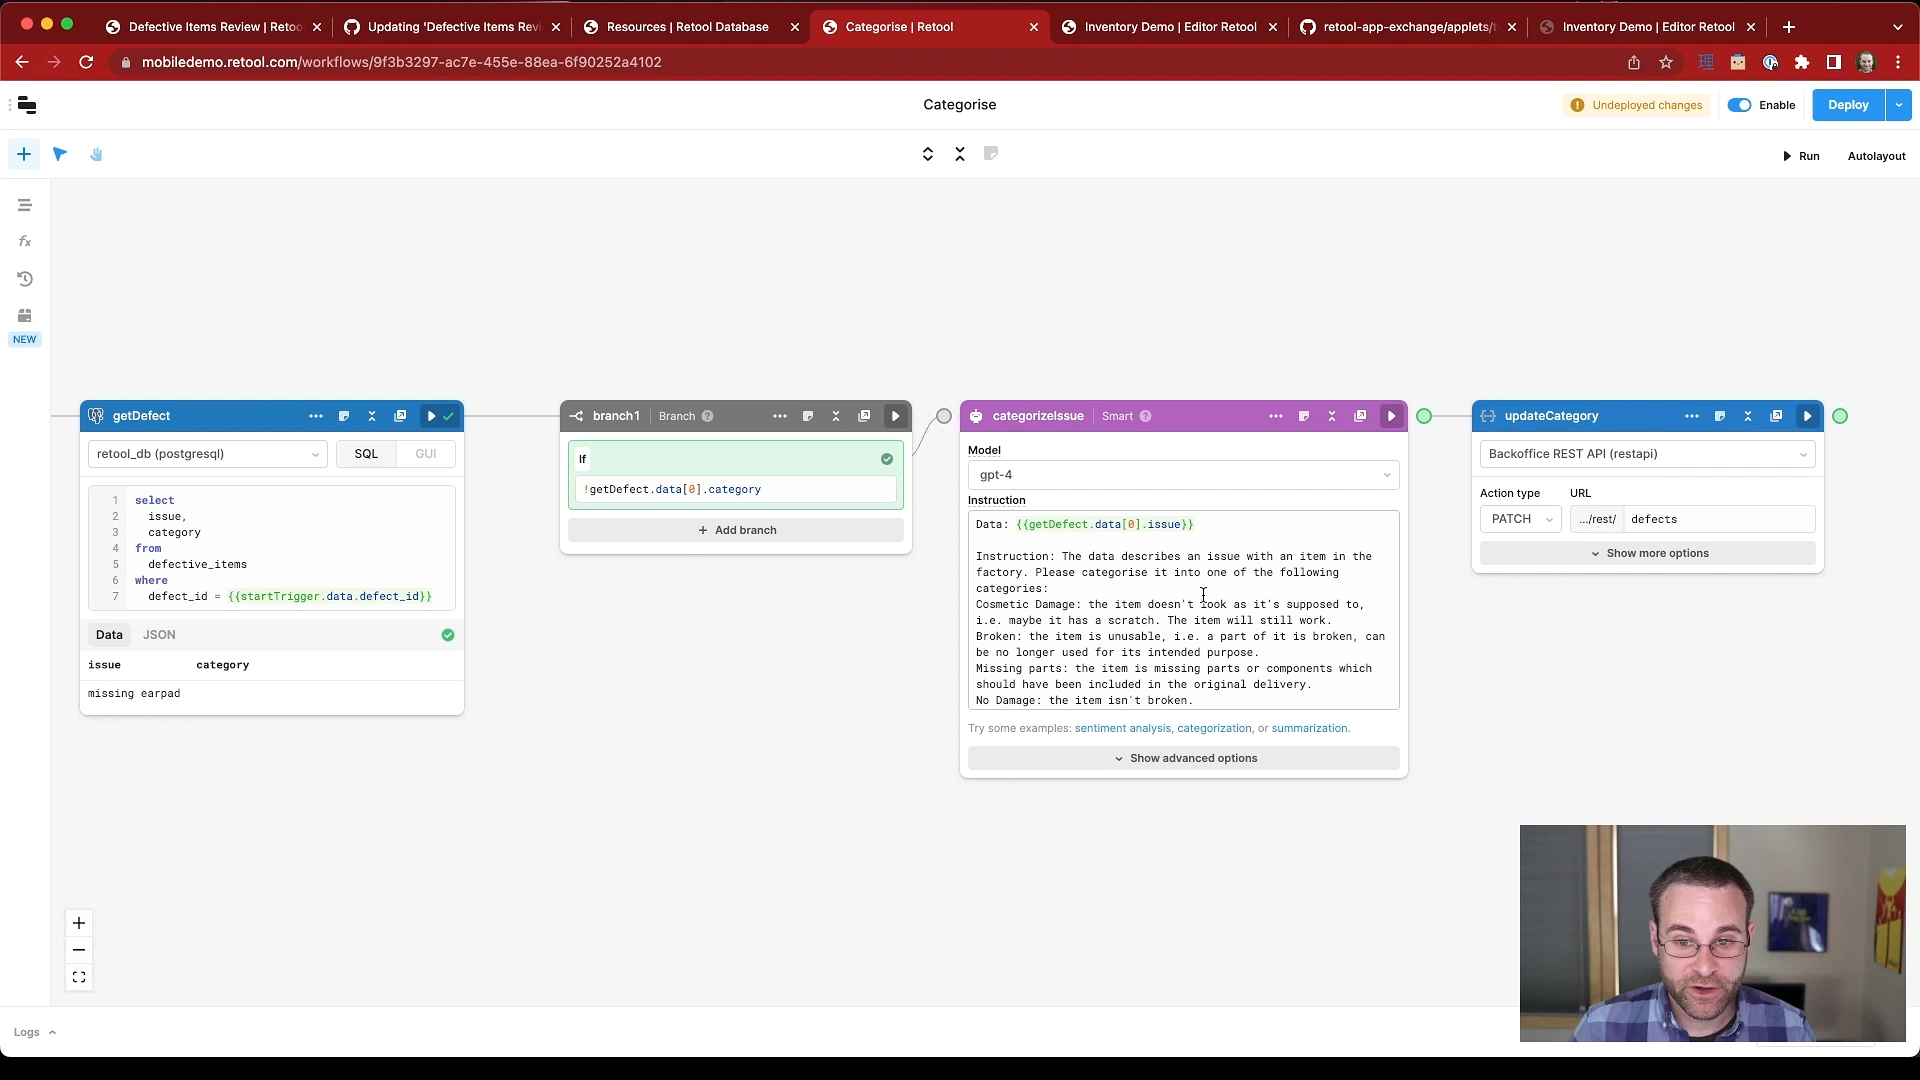 Defective Items Review | Retoo
Updating 'Defective Items Revi
Resources | Retool Database
Categorise | Retool
Inventory Demo | Editor Retool
retool-app-exchange/applets/t
Inventory Demo | Editor Retool
mobiledemo.retool.com/workflows/9f3b3297-ac7e-455e-88ea-6f90252a4102
Categorise
Undeployed changes
Enable
Deploy
Run
Autolayout
fx
NEW
getDefect
retool_db (postgresql)
SQL
GUI
1 select
2 issue,
3 category
4 from
5 defective_items
6 where
7 defect_id = {{startTrigger.data.defect_id}}
Data
JSON
issue category
missing earpad
branch1
Branch
If
!getDefect.data[0].category
+ Add branch
categorizeIssue
Smart
Model
gpt-4
Instruction
Data: {{getDefect.data[0].issue}}
Instruction: The data describes an issue with an item in the
factory. Please categorise it into one of the following
categories:
Cosmetic Damage: the item doesn't look as it's supposed to,
i.e. maybe it has a scratch. The item will still work.
Broken: the item is unusable, i.e. a part of it is broken, can
be no longer used for its intended purpose.
Missing parts: the item is missing parts or components which
should have been included in the original delivery.
No Damage: the item isn't broken.
Try some examples: sentiment analysis, categorization, or summarization.
Show advanced options
updateCategory
Backoffice REST API (restapi)
Action type
URL
PATCH
.../rest/
defects
Show more options
Logs